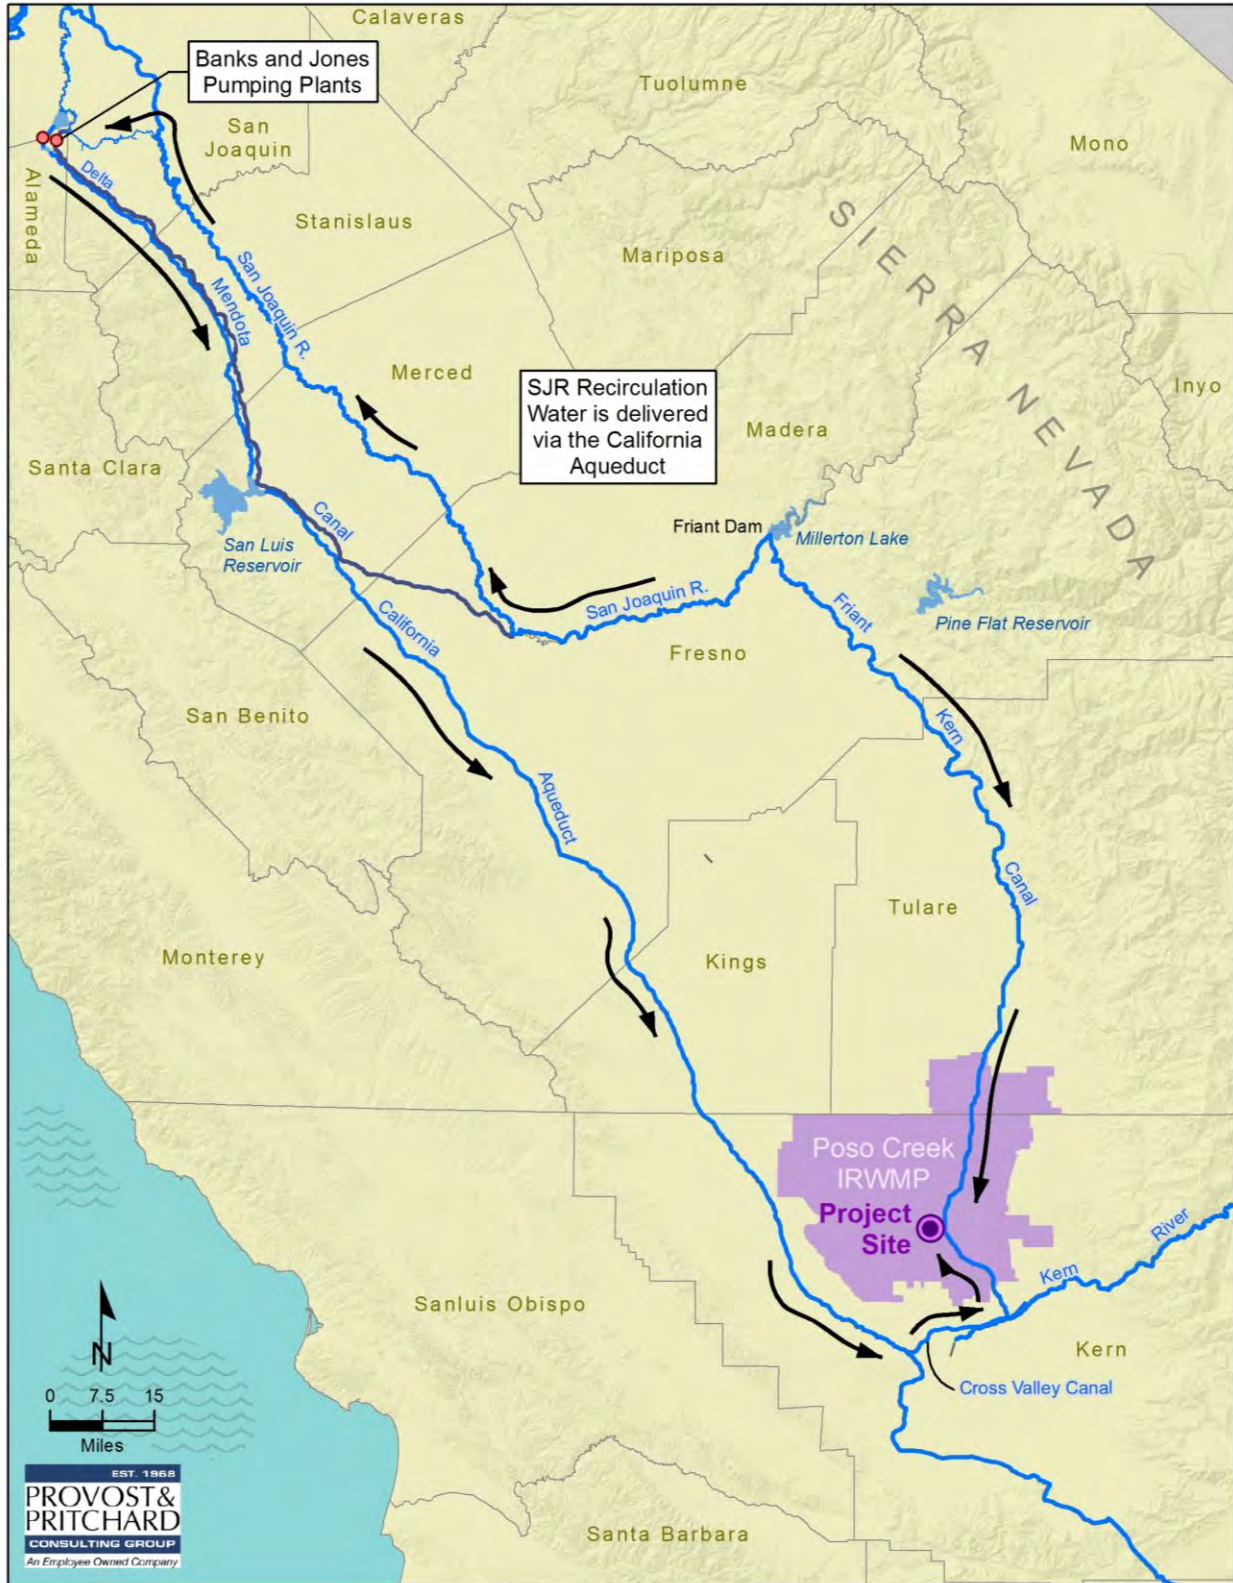 Calaveras
Banks and Jones
Pumping Plants
Tuolumne
San
Joaquin
Mono
Alameda
Delta
Stanislaus
Mariposa
SIERRA NEVADA
San Joaquin R.
Mendota
Merced
SJR Recirculation
Water is delivered
via the California
Aqueduct
Inyo
Madera
Santa Clara
San Luis
Reservoir
Canal
Friant Dam
Millerton Lake
San Joaquin R.
Friant
Pine Flat Reservoir
California
Fresno
San Benito
Kern
Aqueduct
Canal
Tulare
Monterey
Kings
Poso Creek
IRWMP
Project
Site
River
Kern
Sanluis Obispo
Kern
Cross Valley Canal
N
0 7.5 15
Miles
EST. 1968
PROVOST&
PRITCHARD
CONSULTING GROUP
An Employee Owned Company
Santa Barbara